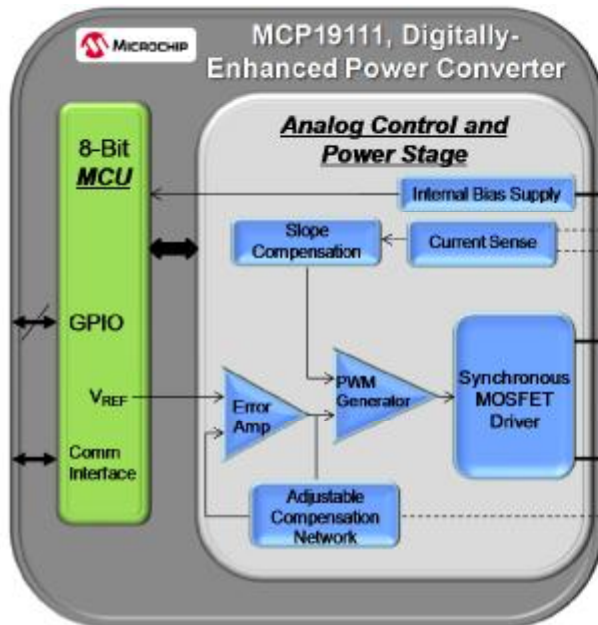 MICROCHIP
MCP19111, Digitally-
Enhanced Power Converter
8-Bit
MCU
Analog Control and
Power Stage
Internal Bias Supply
Slope
Compensation
Current Sense
GPIO
VREF
Error
Amp
PWM
Generator
Synchronous
MOSFET
Driver
Comm
Interface
Adjustable
Compensation
Network